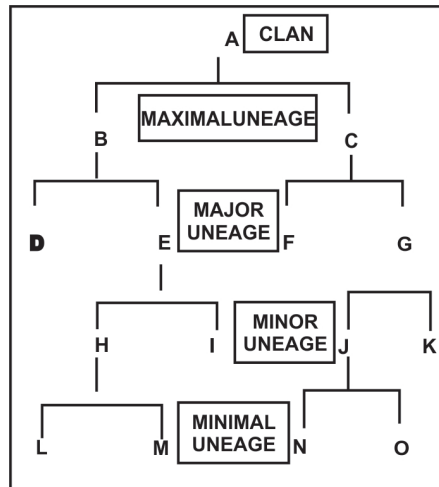 A CLAN
MAXIMALUNEAGE
B C
D E MAJOR UNEAGE F G
H I MINOR UNEAGE J K
L M MINIMAL UNEAGE N O